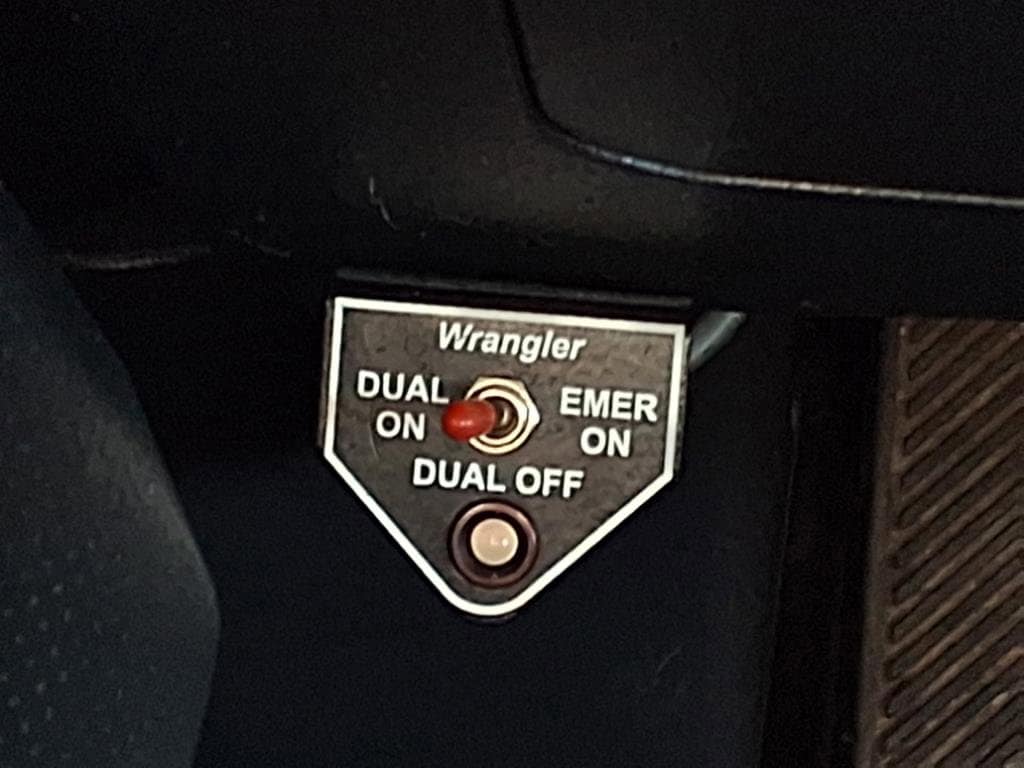 Wrangler
DUAL ON
EMER ON
DUAL OFF